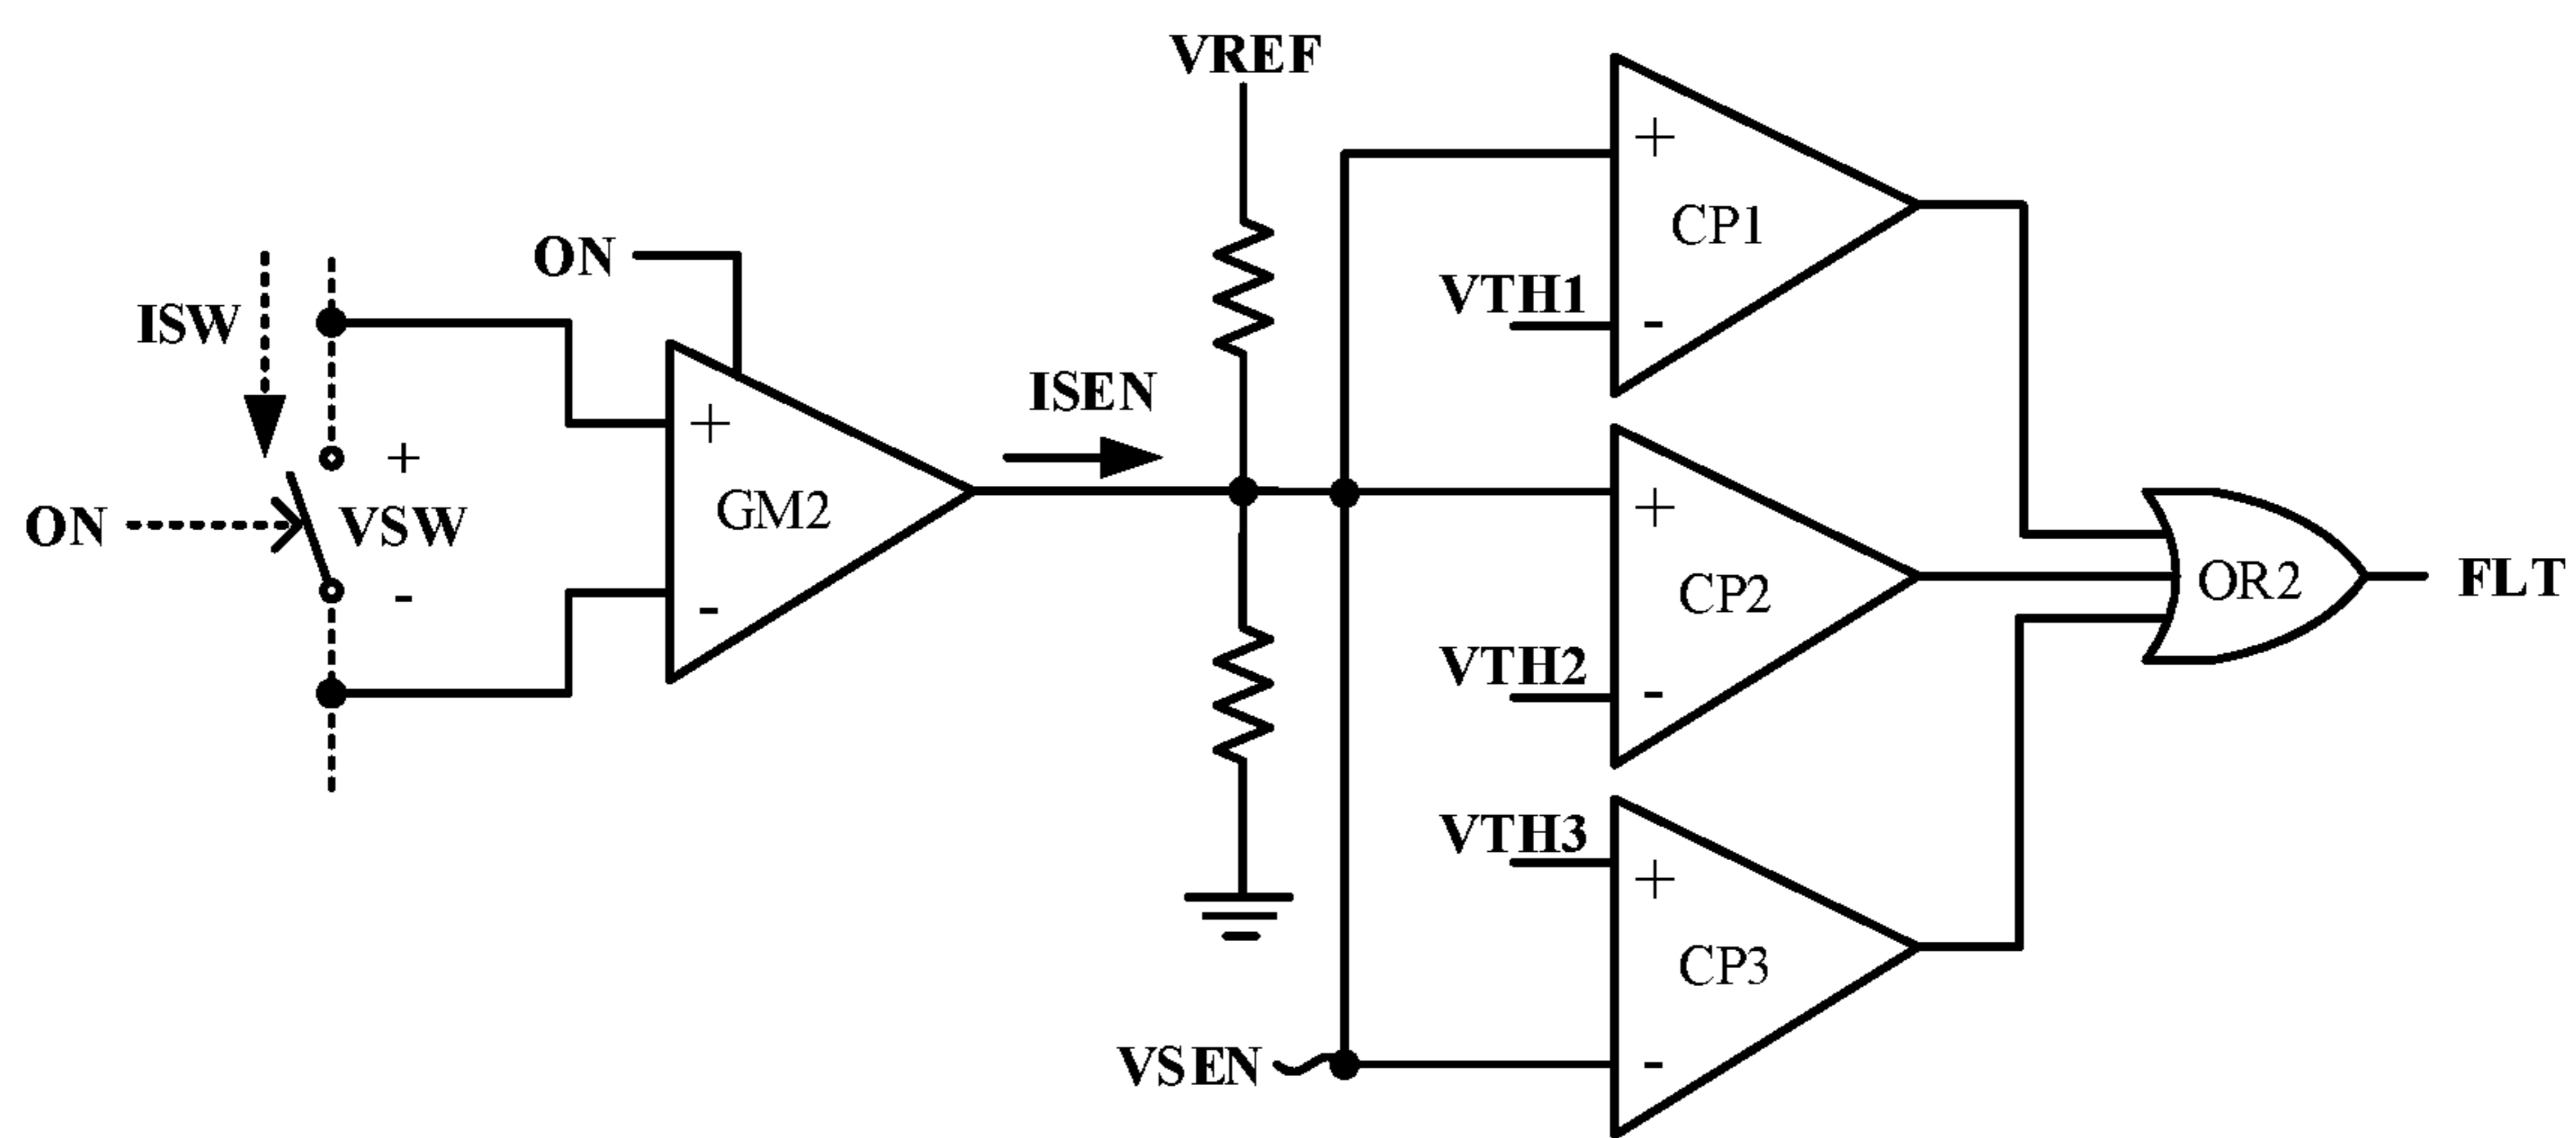 VREF
+
CP1
ON
VTH1
ISW
-
ISEN
+
+
GM2
+
ON
VSW
CP2
OR2
FLT
-
-
VTH2
-
VTH3
+
CP3
VSEN
-